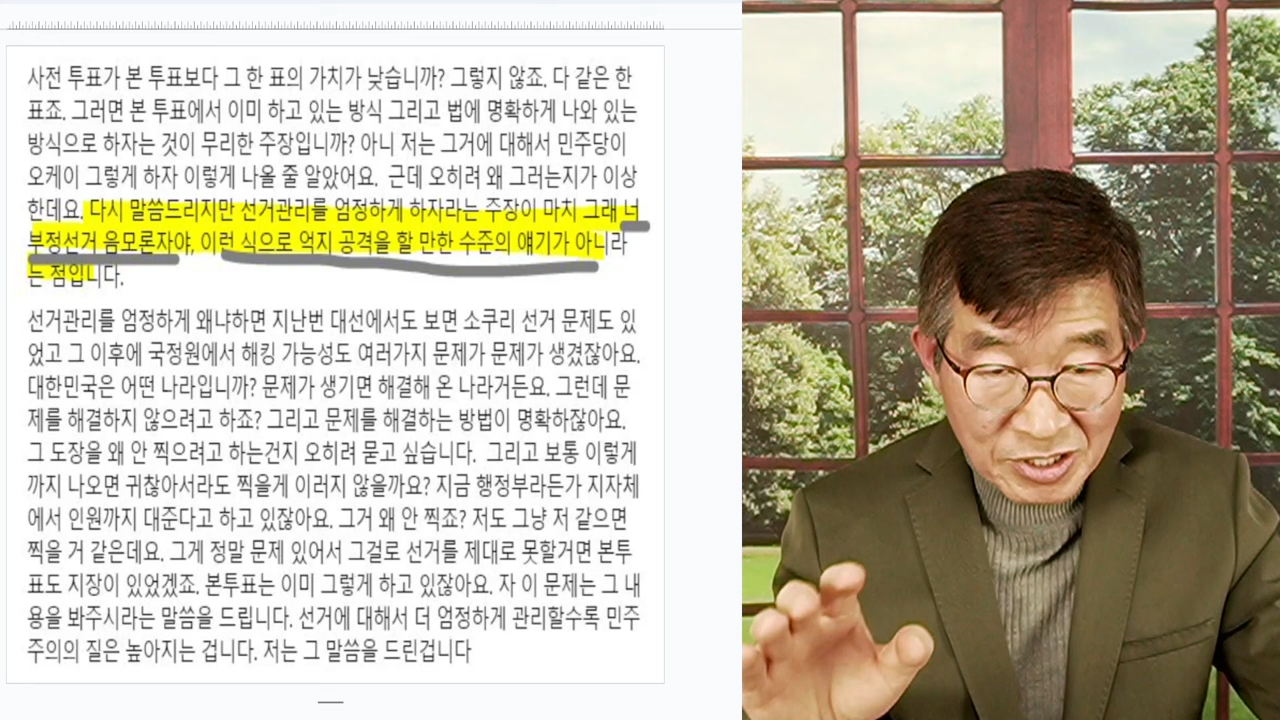 사전 투표가 본 투표보다 그 한 표의 가치가 낮습니까? 그렇지 않죠. 다 같은 한
표죠. 그러면 본 투표에서 이미 하고 있는 방식 그리고 법에 명확하게 나와 있는
방식으로 하자는 것이 무리한 주장입니까? 아니 저는 그거에 대해서 민주당이
오케이 그렇게 하자 이렇게 나올 줄 알았어요. 근데 오히려 왜 그러는지가 이상
한데요. 다시 말씀드리지만 선거관리를 엄정하게 하자라는 주장이 마치 그래 너
부정선거 음모론자야, 이런 식으로 억지 공격을 할 만한 수준의 얘기가 아니라
는 점입니다.
선거관리를 엄정하게 왜냐하면 지난번 대선에서도 보면 소쿠리 선거 문제도 있
었고 그 이후에 국정원에서 해킹 가능성도 여러가지 문제가 문제가 생겼잖아요.
대한민국은 어떤 나라입니까? 문제가 생기면 해결해 온 나라거든요. 그런데 문
제를 해결하지 않으려고 하죠? 그리고 문제를 해결하는 방법이 명확하잖아요.
그 도장을 왜 안 찍으려고 하는건지 오히려 묻고 싶습니다. 그리고 보통 이렇게
까지 나오면 귀찮아서라도 찍을게 이러지 않을까요? 지금 행정부라든가 지자체
에서 인원까지 대준다고 하고 있잖아요. 그거 왜 안 찍죠? 저도 그냥 저 같으면
찍을 거 같은데요. 그게 정말 문제 있어서 그걸로 선거를 제대로 못할거면 본투
표도 지장이 있었겠죠. 본투표는 이미 그렇게 하고 있잖아요. 자 이 문제는 그 내
용을 봐주시라는 말씀을 드립니다. 선거에 대해서 더 엄정하게 관리할수록 민주
주의의 질은 높아지는 겁니다. 저는 그 말씀을 드린겁니다